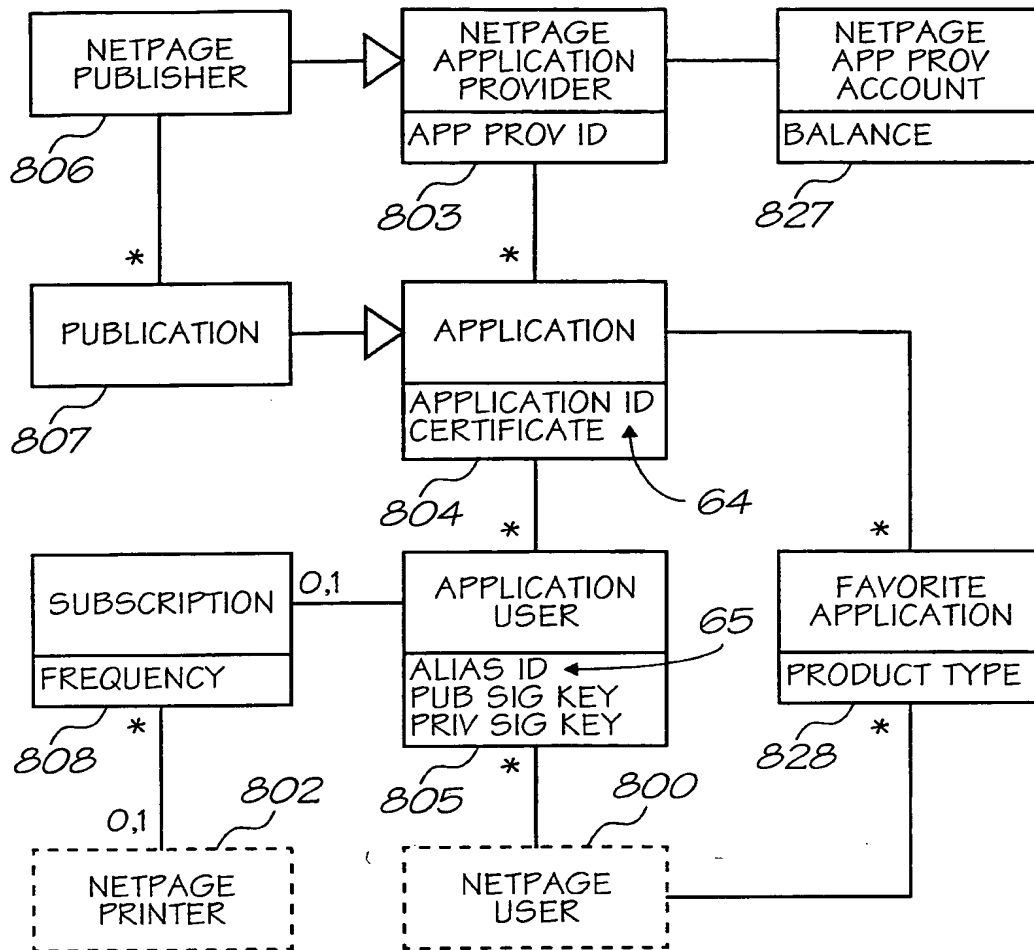 NETPAGE
PUBLISHER
806
NETPAGE
APPLICATION
PROVIDER
APP PROV ID
803
NETPAGE
APP PROV
ACCOUNT
BALANCE
827
*
*
PUBLICATION
807
APPLICATION
APPLICATION ID
CERTIFICATE
804
64
*
*
SUBSCRIPTION
FREQUENCY
808
0,1
APPLICATION
USER
ALIAS ID
PUB SIG KEY
PRIV SIG KEY
805
65
FAVORITE
APPLICATION
PRODUCT TYPE
828
*
*
*
0,1
802
NETPAGE
PRINTER
800
NETPAGE
USER